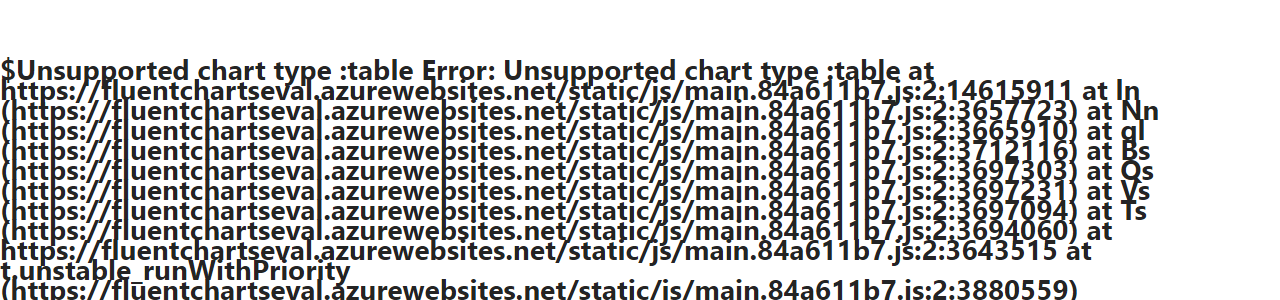 $Unsupported chart type :table Error: Unsupported chart type :table at
https://fluentchartseval.azurewebsites.net/static/js/main.84a611b7.js:2:14615911 at ln
(https://fluentchartseval.azurewebsites.net/static/js/main.84a611b7.js:2:3657723) at Nn
(https://fluentchartseval.azurewebsites.net/static/js/main.84a611b7.js:2:3665910) at ql
(https://fluentchartseval.azurewebsites.net/static/js/main.84a611b7.js:2:3712116) at Bs
(https://fluentchartseval.azurewebsites.net/static/js/main.84a611b7.js:2:3697303) at Qs
(https://fluentchartseval.azurewebsites.net/static/js/main.84a611b7.js:2:3697231) at Vs
(https://fluentchartseval.azurewebsites.net/static/js/main.84a611b7.js:2:3697094) at Ts
(https://fluentchartseval.azurewebsites.net/static/js/main.84a611b7.js:2:3694060) at
https://fluentchartseval.azurewebsites.net/static/js/main.84a611b7.js:2:3643515 at
t.unstable_runWithPriority
(https://fluentchartseval.azurewebsites.net/static/js/main.84a611b7.js:2:3880559)